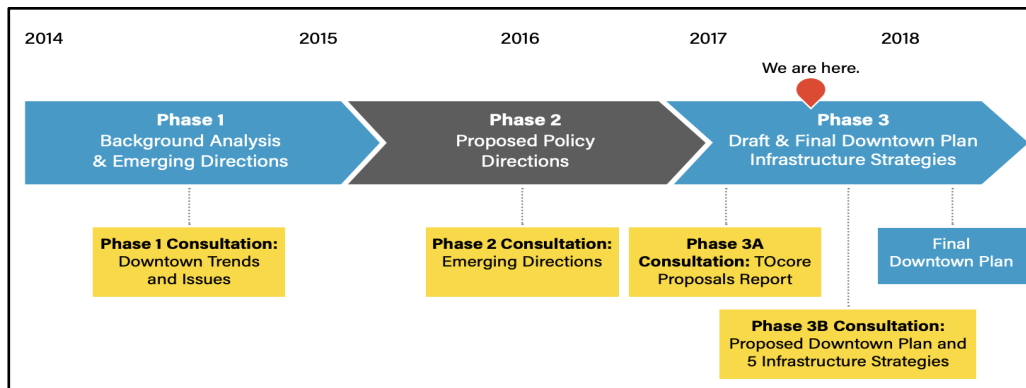 2014 2015 2016 2017 2018
We are here.
Phase 1
Background Analysis
& Emerging Directions
Phase 2
Proposed Policy
Directions
Phase 3
Draft & Final Downtown Plan
Infrastructure Strategies
Phase 1 Consultation:
Downtown Trends
and Issues
Phase 2 Consultation:
Emerging Directions
Phase 3A
Consultation: TOcore
Proposals Report
Final
Downtown Plan
Phase 3B Consultation:
Proposed Downtown Plan and
5 Infrastructure Strategies